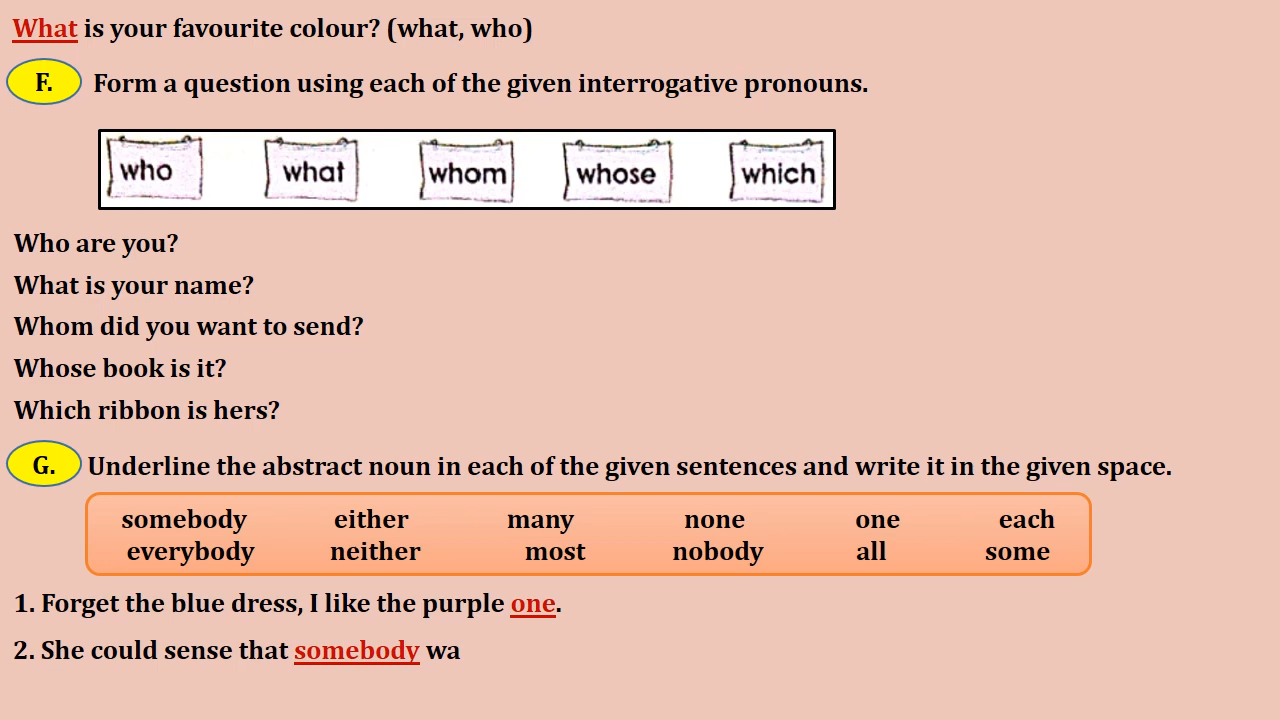 What is your favourite colour? (what, who)
F. Form a question using each of the given interrogative pronouns.
who what whom whose which
Who are you?
What is your name?
Whom did you want to send?
Whose book is it?
Which ribbon is hers?
G. Underline the abstract noun in each of the given sentences and write it in the given space.
somebody either many none one each
everybody neither most nobody all some
1. Forget the blue dress, I like the purple one.
2. She could sense that somebody wa